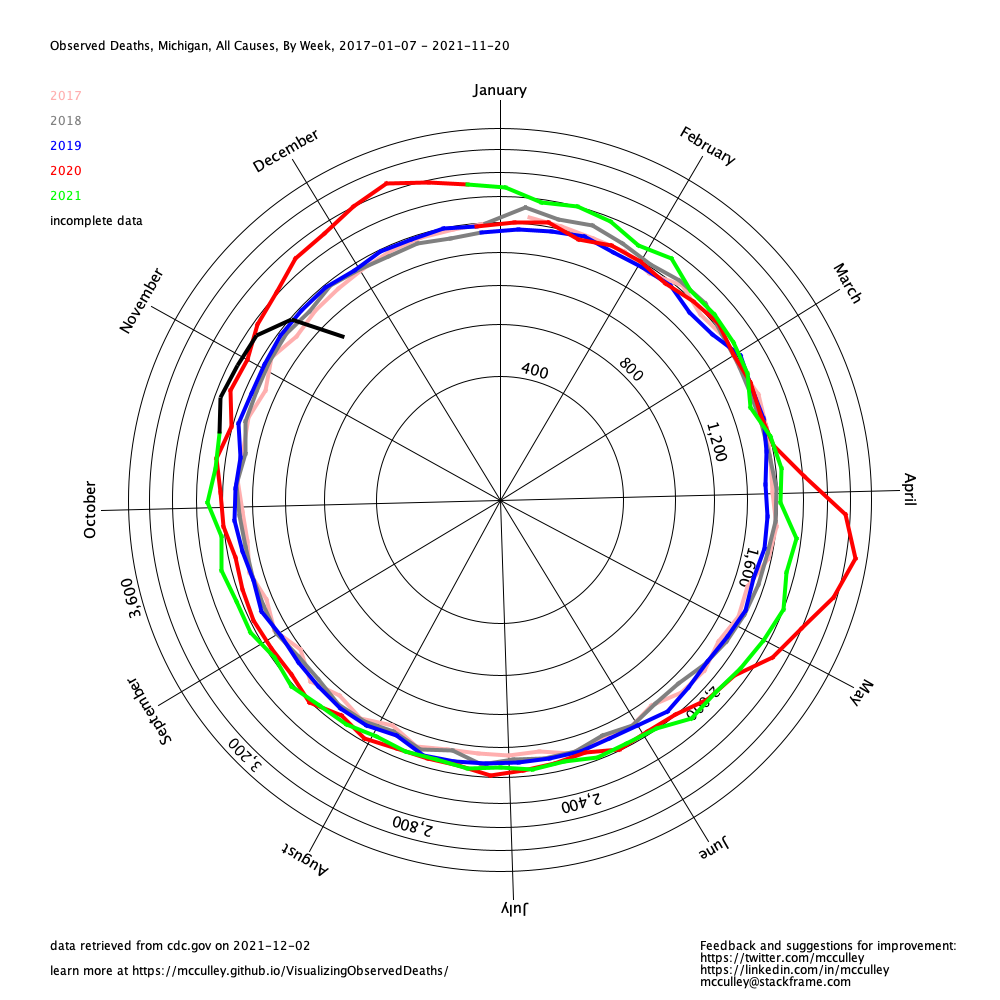 Observed Deaths, Michigan, All Causes, By Week, 2017-01-07 - 2021-11-20
January
2017
2018
2019
2020
2021
incomplete data
December
February
November
March
October
April
September
May
August
June
July
400
800
1,200
1,600
2,000
2,400
2,800
3,200
3,600
data retrieved from cdc.gov on 2021-12-02
learn more at https://mcculley.github.io/VisualizingObservedDeaths/
Feedback and suggestions for improvement:
https://twitter.com/mcculley
https://linkedin.com/in/mcculley
mcculley@stackframe.com